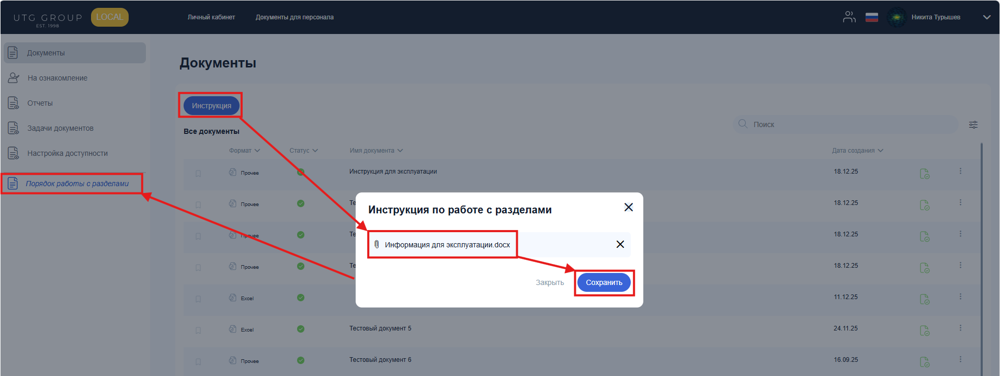 UTG GROUP
EST. 1998
LOCAL
Личный кабинет
Документы для персонала
Никита Турышев
Документы
На ознакомление
Отчеты
Задачи документов
Настройка доступности
Порядок работы с разделами
Документы
Инструкция
Поиск
Все документы
Формат Статус Имя документа Дата создания
Прочее Инструкция для эксплуатации 18.12.25
Прочее Те 18.12.25
Прочее Те 18.12.25
Прочее Те 18.12.25
Excel 11.12.25
Excel Тестовый документ 5 24.11.25
Прочее Тестовый документ 6 16.09.25
Инструкция по работе с разделами
Информация для эксплуатации.docx
Закрыть Сохранить